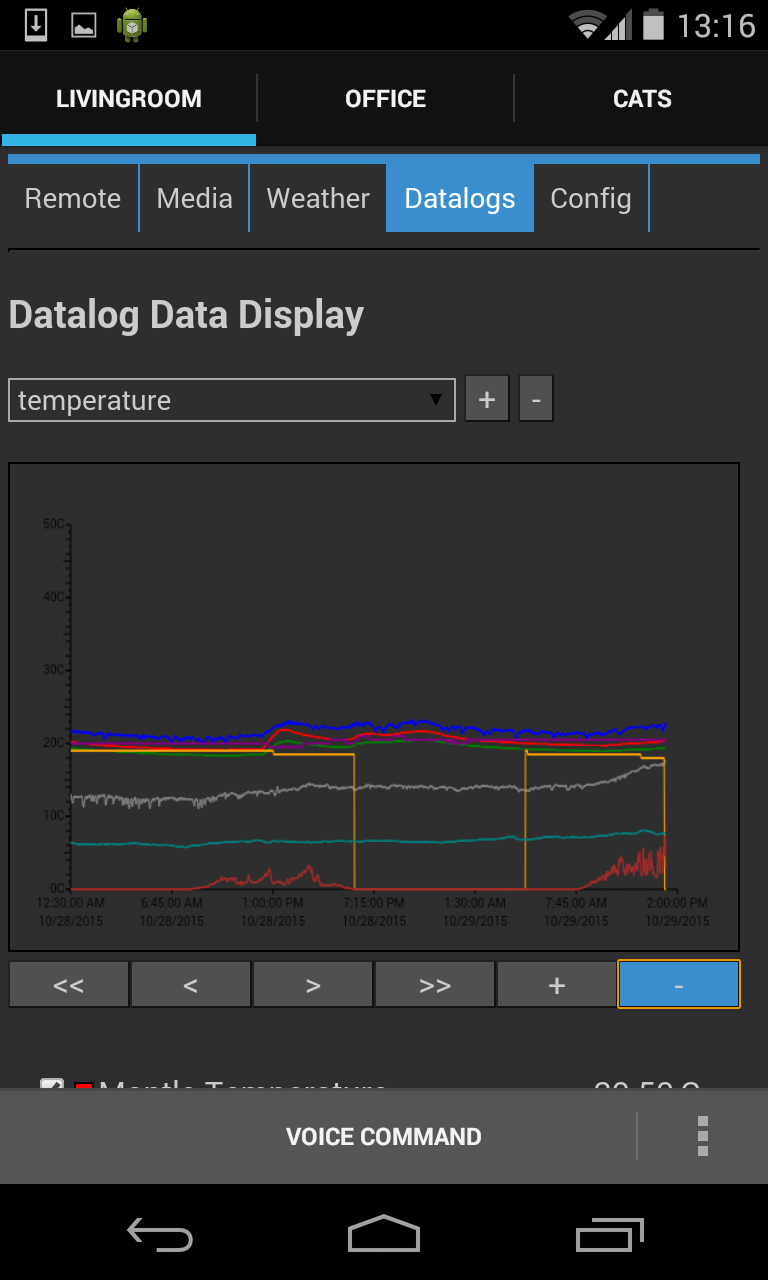 13:16
LIVINGROOM OFFICE CATS
Remote Media Weather Datalogs Config
Datalog Data Display
temperature ▼ + -
50C
40C
30C
20C
10C
0C
12:30:00 AM 6:45:00 AM 1:00:00 PM 7:15:00 PM 1:30:00 AM 7:45:00 AM 2:00:00 PM
10/28/2015 10/28/2015 10/28/2015 10/28/2015 10/29/2015 10/29/2015 10/29/2015
<< < > >> + -
Mantle Temperature
VOICE COMMAND